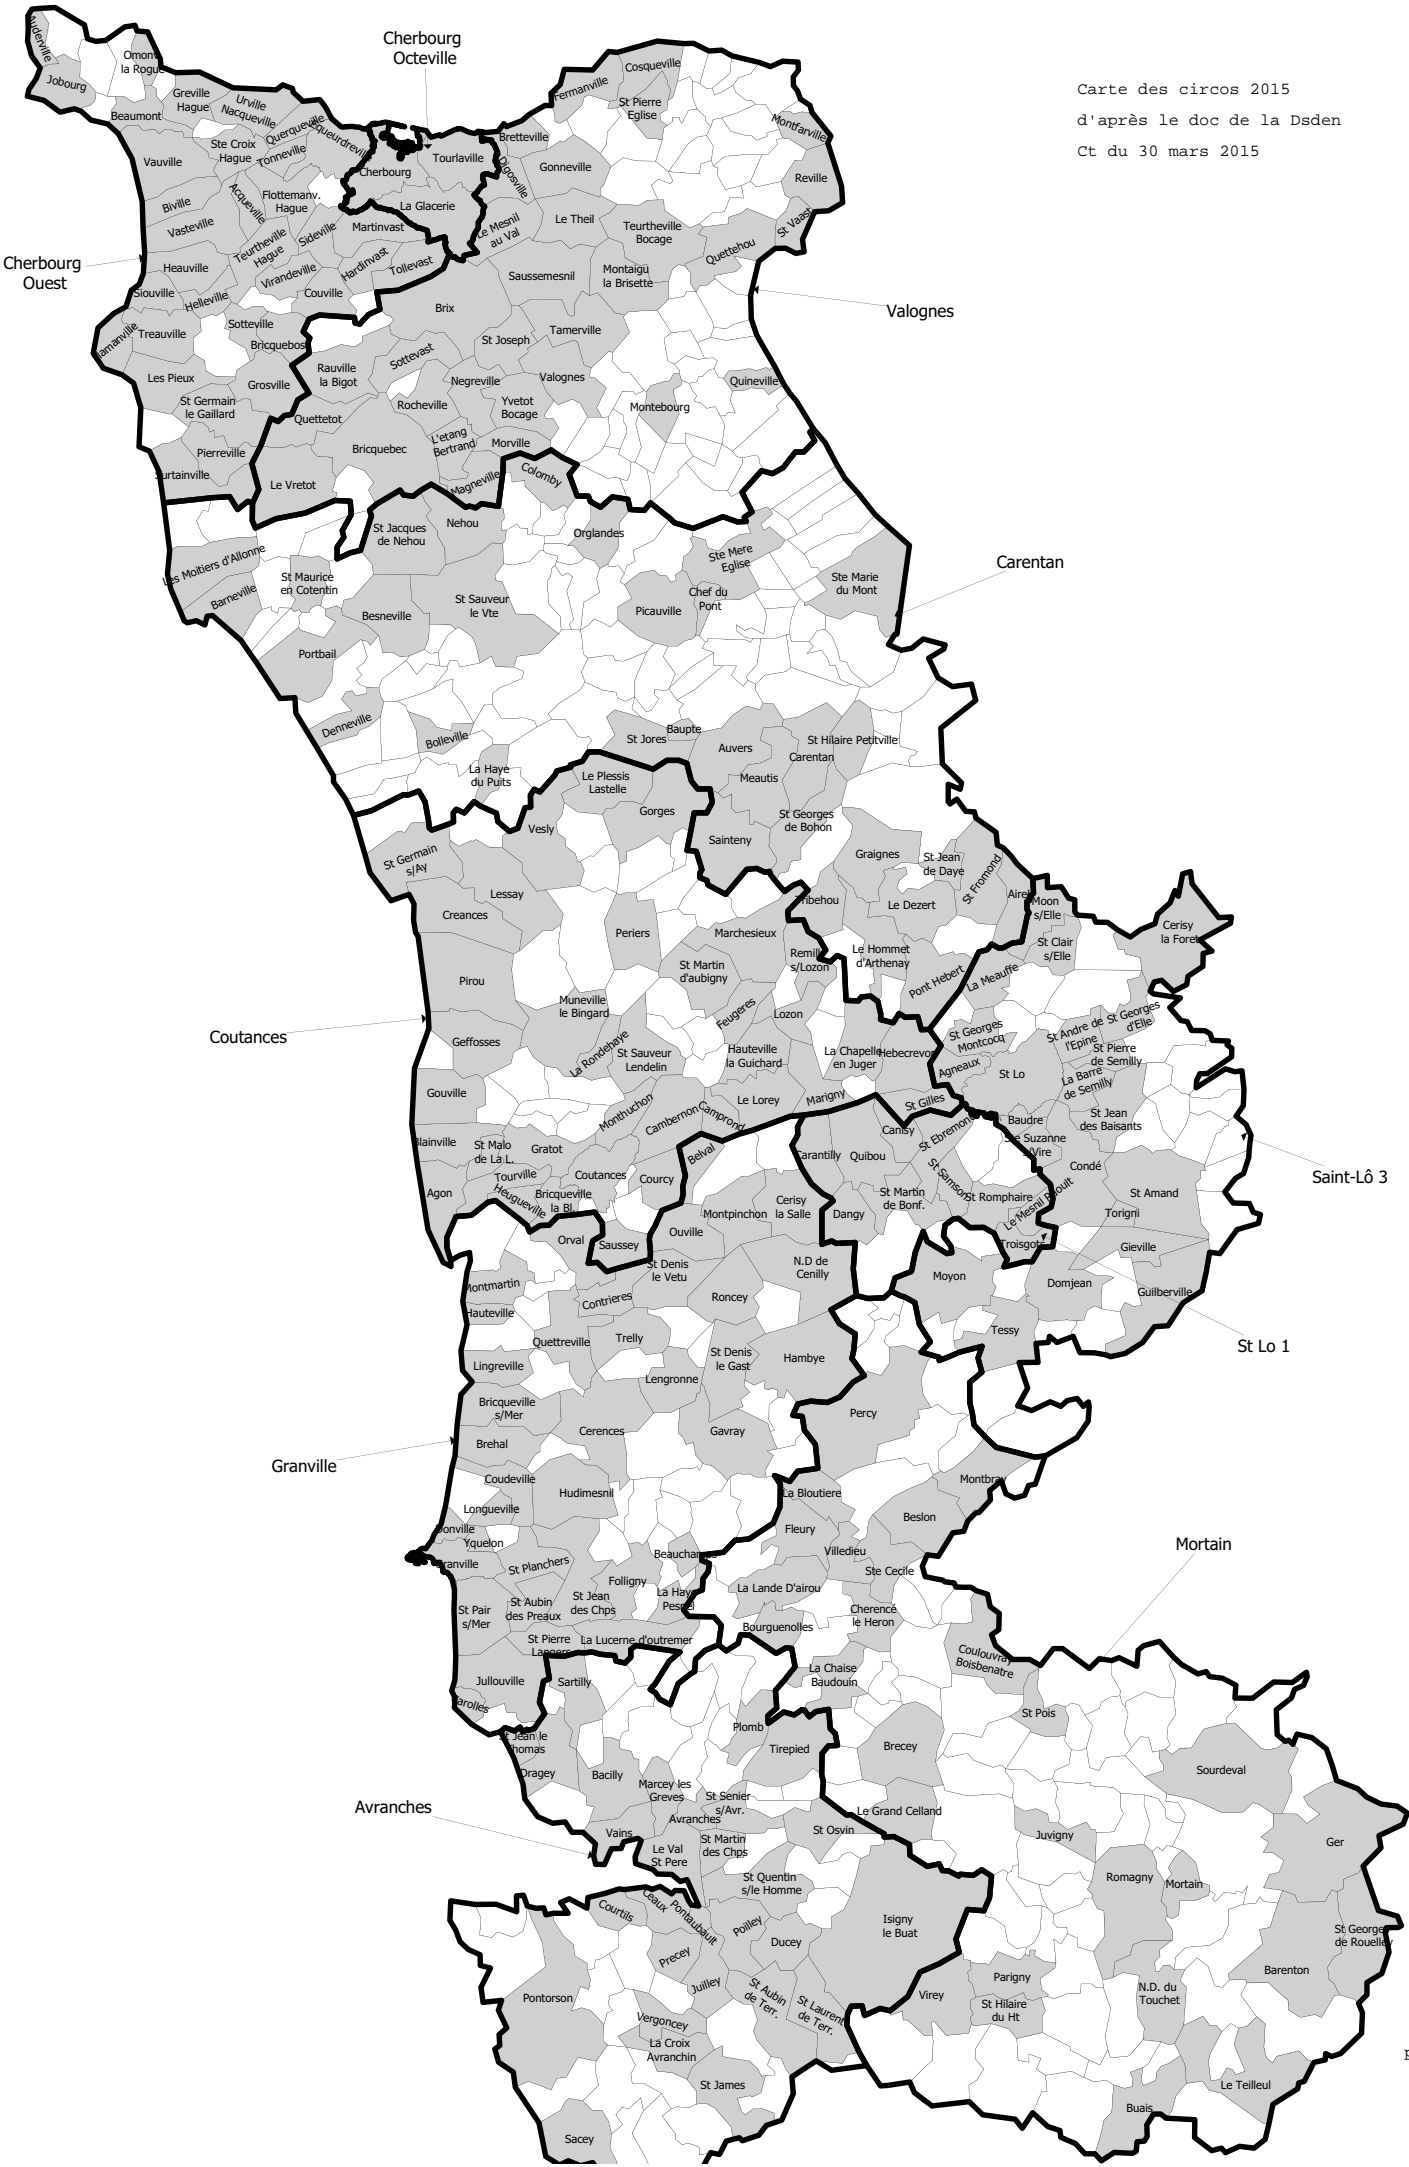 Carte des circos 2015
d'après le doc de la Dsden
Ct du 30 mars 2015
Cherbourg
Octeville
Cherbourg
Ouest
Valognes
Carentan
Coutances
Saint-Lô 3
St Lo 1
Granville
Mortain
Avranches
Auderville
Jobourg
la Rogue
Beaumont
Greville
Hague
Urville
Nacqueville
Querqueville
Ste Croix
Hague
Tonneville
Vauville
Cherbourg
Tourlaville
La Glacerie
Biville
Acqueville
Flottemanv.
Hague
Vasteville
Teurtheville
Hague
Sideville
Martinvast
Heauville
Virandeville
Hardinvast
Tollevast
Siouville
Helleville
Couville
Treauville
Sotteville
Les Pieux
Grosville
St Germain
le Gaillard
Pierreville
Cosqueville
Fermanville
St Pierre
Eglise
Montfarville
Bretteville
Digosville
Gonneville
Reville
Le Mesnil
au Val
Le Theil
Teurtheville
Bocage
Quettehou
St Vaast
Saussemesnil
Montaigu
la Brisette
Brix
St Joseph
Tamerville
Rauville
la Bigot
Sottevast
Negreville
Valognes
Quineville
Rocheville
Yvetot
Bocage
Montebourg
Quettetot
Bricquebec
L'etang
Bertrand
Morville
Le Vretot
Magneville
Colomby
St Jacques
de Nehou
Nehou
Orglandes
Les Moitiers d'Allonne
Ste Mere
Eglise
St Maurice
en Cotentin
Barneville
Besneville
St Sauveur
le Vte
Picauville
Chef du
Pont
Ste Marie
du Mont
Portbail
Denneville
Bolleville
La Haye
du Puits
St Jores
Baupte
Auvers
St Hilaire Petitville
Carentan
Meautis
Le Plessis
Lastelle
Gorges
St Georges
de Bohon
Vesly
Sainteny
St Germain
s/Ay
Graignes
St Jean
de Daye
St Fromond
Lessay
Creances
Le Dezert
Moon
s/Elle
Cerisy
la Foret
Periers
Marchesieux
St Clair
s/Elle
Le Hommet
d'Arthenay
St Martin
d'aubigny
s/Lozon
Pont Hebert
La Meauffe
Pirou
Muneville
le Bingard
Feugeres
Lozon
St Georges
Montcocq
St Andre de
l'Epine
St Georges
d'Elle
Geffosses
La Rondehaye
St Sauveur
Lendelin
Hauteville
la Guichard
La Chapelle
en Juger
Hebecrevon
St Pierre
de Semilly
Agneaux
St Lo
La Barre
de Semilly
Gouville
Monthuchon
Cambernon
Camprond
Le Lorey
Marigny
St Gilles
Baudre
St Jean
des Baisants
Canisy
St Malo
de La L.
Gratot
Belval
Quibou
Condé
Tourville
Heugueville
Coutances
Courcy
Agon
Bricqueville
la Bl.
Montpinchon
Cerisy
la Salle
Dangy
St Martin
de Bonf.
St Samson
St Romphaire
Le Mesnil Raoult
St Amand
Torigni
Troisgots
Orval
Saussey
Ouville
St Denis
le Vetu
N.D de
Cenilly
Moyon
Domjean
Gieville
Guilberville
Montmartin
Hauteville
Contrieres
Roncey
Tessy
Quettreville
Trelly
St Denis
le Gast
Hambye
Lingreville
Lengronne
Bricqueville
s/Mer
Cerences
Gavray
Percy
Brehal
Coudeville
Hudimesnil
Longueville
La Bloutiere
Montbray
Beslon
Fleury
Villedieu
Ste Cecile
Donville
Yquelon
Granville
St Planchers
Beauchamps
Folligny
La Haye
Pesnel
La Lande D'airou
St Pair
s/Mer
St Aubin
des Preaux
St Jean
des Chps
Bourguenolles
Cherencé
le Heron
St Pierre
Langers
La Lucerne d'outremer
Coulouvray
Boisbenatre
Jullouville
Sartilly
La Chaise
Baudouin
St Pois
Plomb
Tirepied
Brecey
St Jean le
Thomas
Dragey
Bacilly
Marcey les
Greves
St Senier
s/Avr.
Sourdeval
Avranches
Le Grand Celland
Vains
Le Val
St Pere
St Martin
des Chps
St Osvin
Juvigny
Ger
Romagny
Mortain
St Quentin
s/le Homme
Courtils
Ceaux
Pontaubault
Poilley
Ducey
Isigny
le Buat
St Georges
de Rouelley
Precey
Barenton
Pontorson
Juilley
St Aubin
de Terr.
St Laurent
de Terr.
Virey
Parigny
St Hilaire
du Ht
N.D. du
Touchet
Vergoncey
La Croix
Avranchin
St James
Le Teilleul
Buais
Sacey